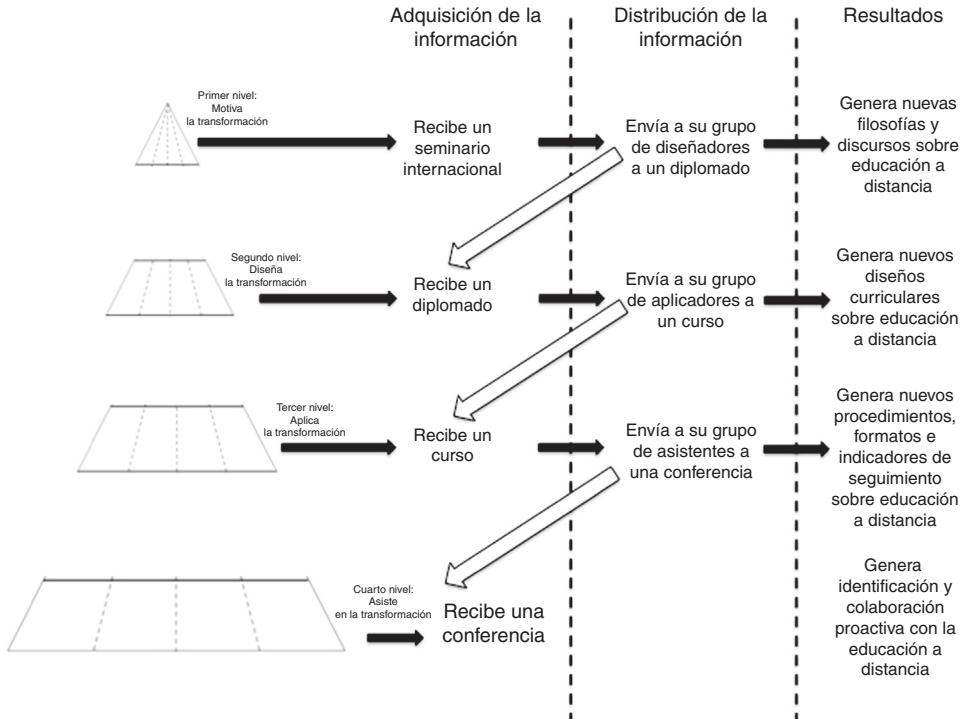 Adquisición de la
información
Distribución de la
información
Resultados
Primer nivel:
Motiva
la transformación
Recibe un
seminario
internacional
Envía a su grupo
de diseñadores
a un diplomado
Genera nuevas
filosofías y
discursos sobre
educación a
distancia
Segundo nivel:
Diseña
la transformación
Recibe un
diplomado
Envía a su grupo
de aplicadores a
un curso
Genera nuevos
diseños
curriculares
sobre educación
a distancia
Tercer nivel:
Aplica
la transformación
Recibe un
curso
Envía a su grupo
de asistentes a
una conferencia
Genera nuevos
procedimientos,
formatos e
indicadores de
seguimiento
sobre educación
a distancia
Cuarto nivel:
Asiste
en la transformación
Recibe una
conferencia
Genera
identificación y
colaboración
proactiva con la
educación a
distancia